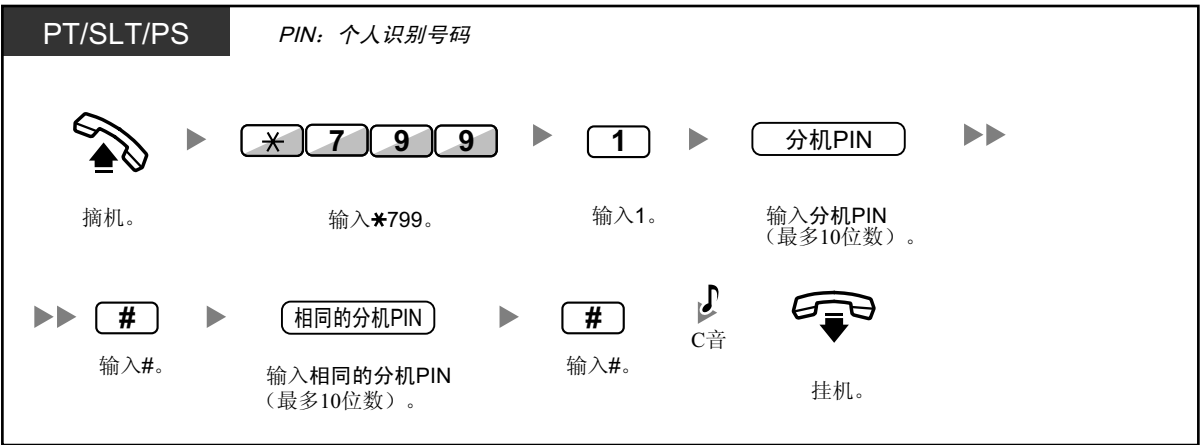 PT/SLT/PS PIN：个人识别号码
*799 1 分机PIN
摘机。 输入*799。 输入1。 输入分机PIN
（最多10位数）。
# 相同的分机PIN # C音
输入#。 输入相同的分机PIN 输入#。 挂机。
（最多10位数）。